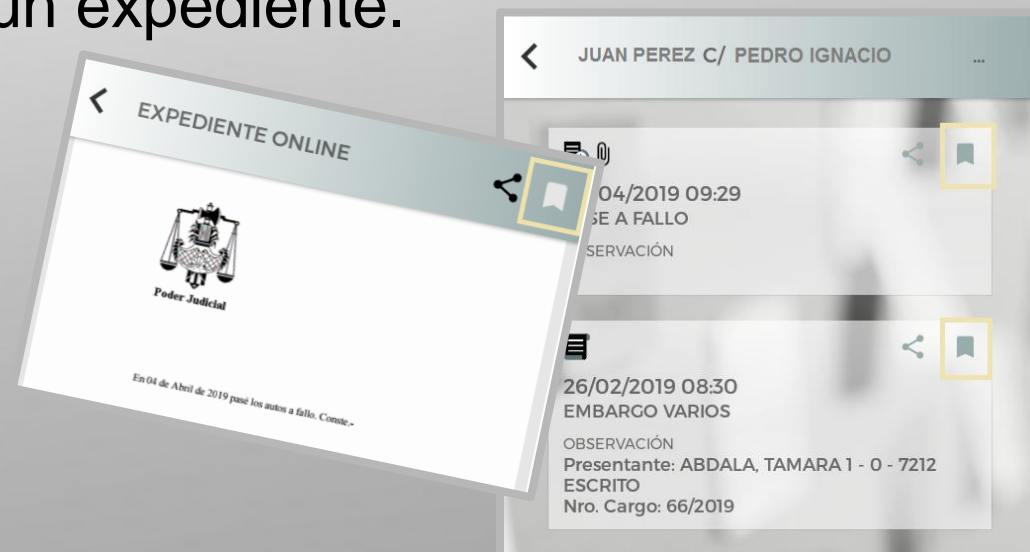 un expediente.
EXPEDIENTE ONLINE
Poder Judicial
En 04 de Abril de 2019 pasé los autos a fallo. Conste.-
JUAN PEREZ C/ PEDRO IGNACIO ...
04/2019 09:29
SE A FALLO
SERVACIÓN
26/02/2019 08:30
EMBARGO VARIOS
OBSERVACIÓN
Presentante: ABDALA, TAMARA 1 - 0 - 7212
ESCRITO
Nro. Cargo: 66/2019